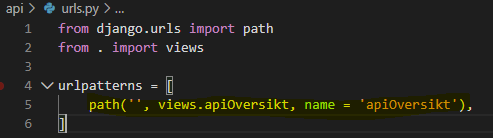 api > urls.py > ...
1 from django.urls import path
2 from . import views
3
4 urlpatterns = [
5 path('', views.apiOversikt, name = 'apiOversikt'),
6 ]